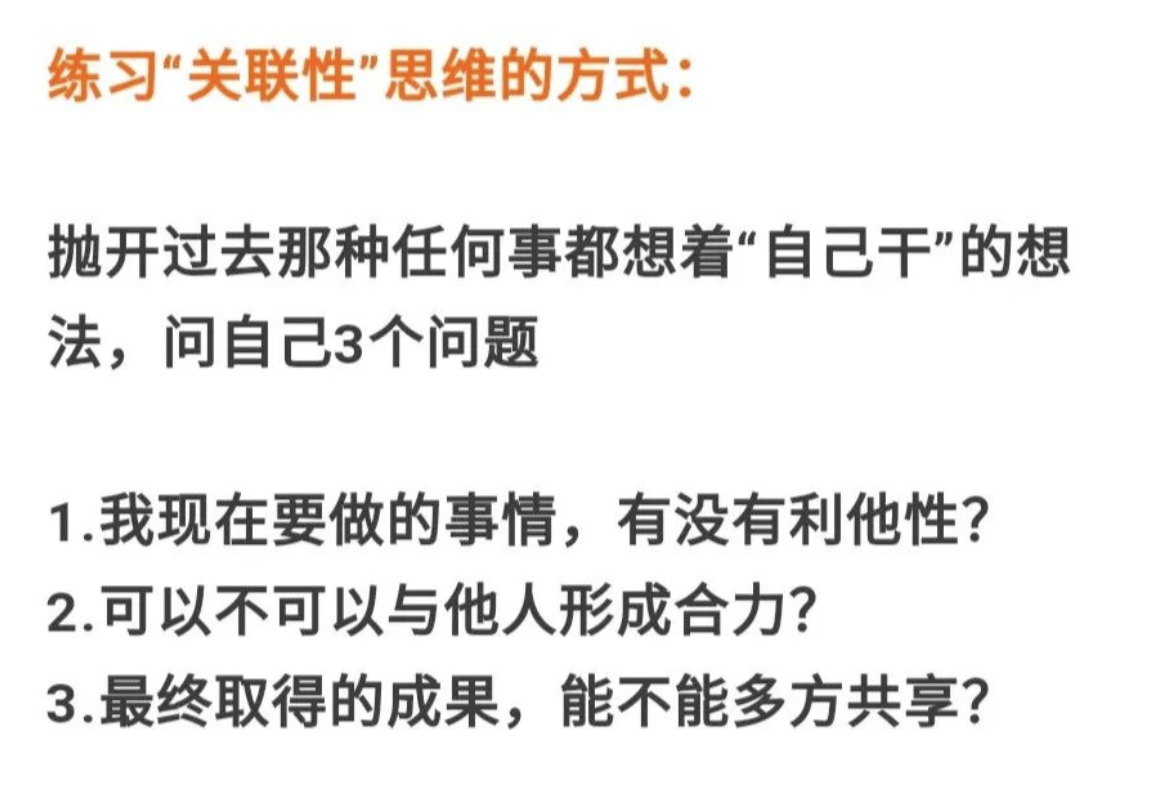 练习“关联性”思维的方式：
抛开过去那种任何事都想着“自己干”的想
法，问自己3个问题
1.我现在要做的事情，有没有利他性？
2.可以不可以与他人形成合力？
3.最终取得的成果，能不能多方共享？